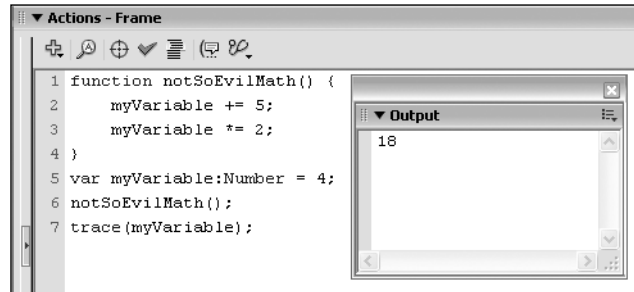 Actions - Frame
1 function notSoEvilMath() {
2 myVariable += 5;
3 myVariable *= 2;
4 }
5 var myVariable:Number = 4;
6 notSoEvilMath();
7 trace(myVariable);
Output
18